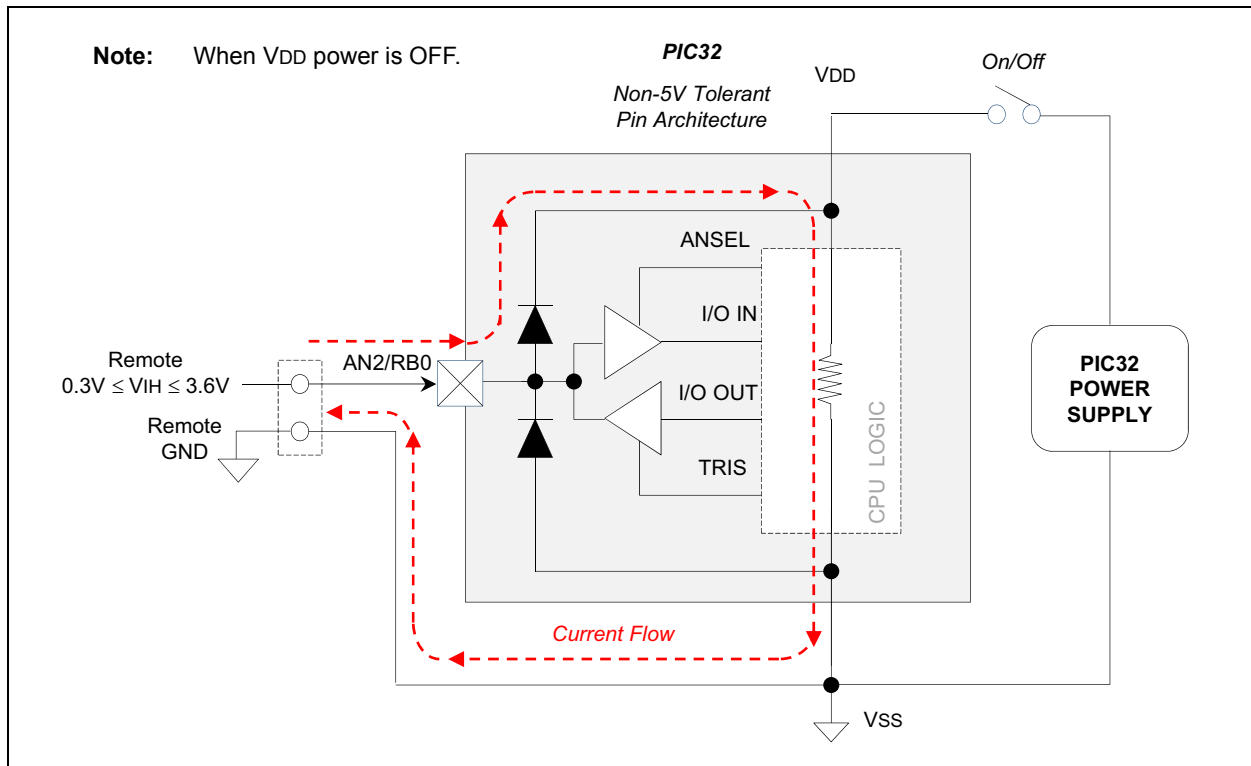 Note: When VDD power is OFF.
PIC32
Non-5V Tolerant
Pin Architecture
VDD
On/Off
ANSEL
I/O IN
AN2/RB0
Remote
0.3V ≤ VIH ≤ 3.6V
I/O OUT
Remote
GND
TRIS
CPU LOGIC
PIC32
POWER
SUPPLY
Current Flow
VSS